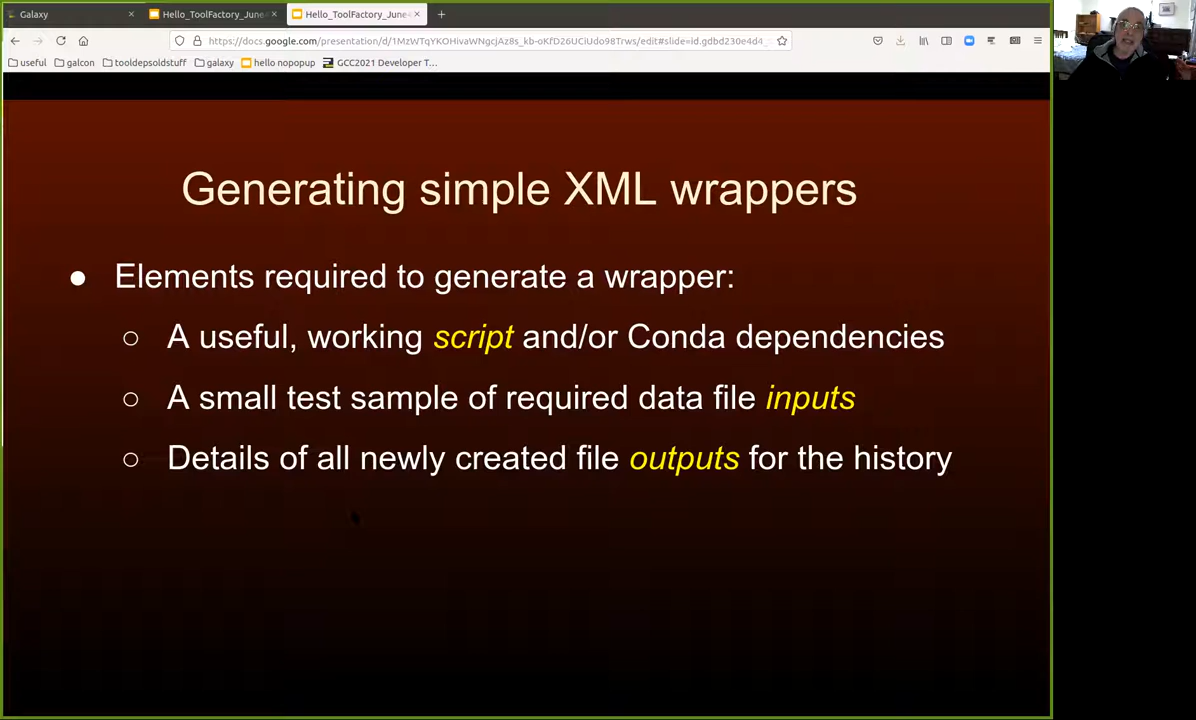 Galaxy
Hello_ToolFactory_June
Hello_ToolFactory_June
https://docs.google.com/presentation/d/1MzWTqYKOHivaWNgcjAz8s_kb-oKfD26UCiUdo98Trws/edit#slide=id.gdbd230e4d4_
useful
galcon
tooldepsoldstuff
galaxy
hello nopopup
GCC2021 Developer T...
Generating simple XML wrappers
● Elements required to generate a wrapper:
○ A useful, working script and/or Conda dependencies
○ A small test sample of required data file inputs
○ Details of all newly created file outputs for the history